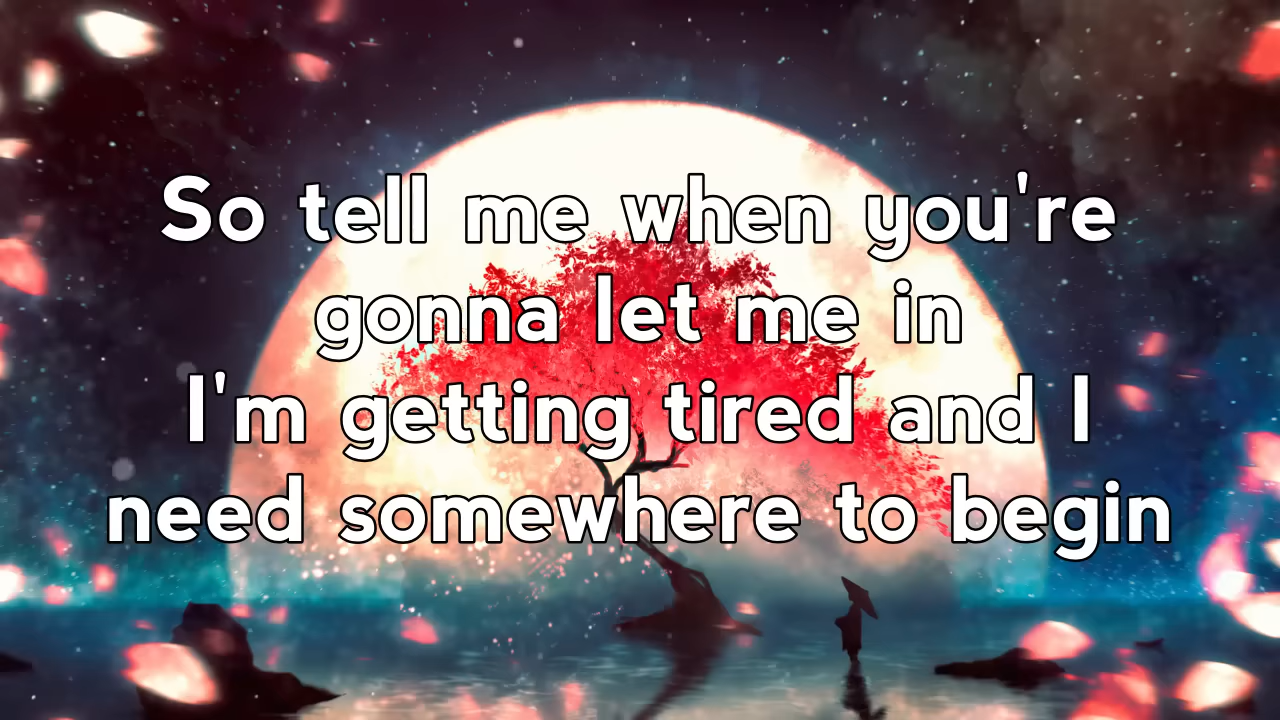 So tell me when you're
gonna let me in
I'm getting tired and I
need somewhere to begin